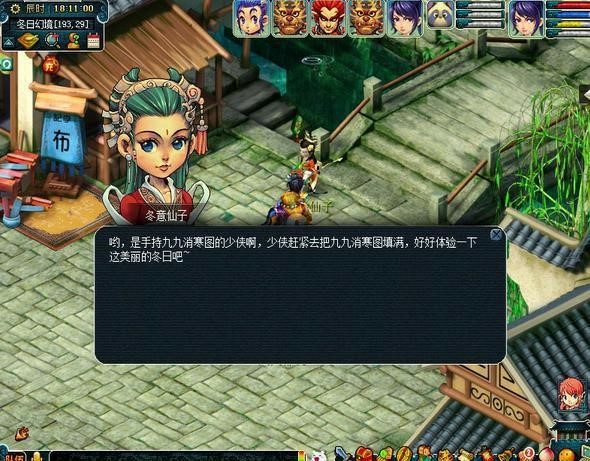 辰时 18:11:00
冬日幻境[193,29]
布
仙子
冬意仙子
哟，是手持九九消寒图的少侠啊，少侠赶紧去把九九消寒图填满，好好体验一下
这美丽的冬日吧~
队伍
2